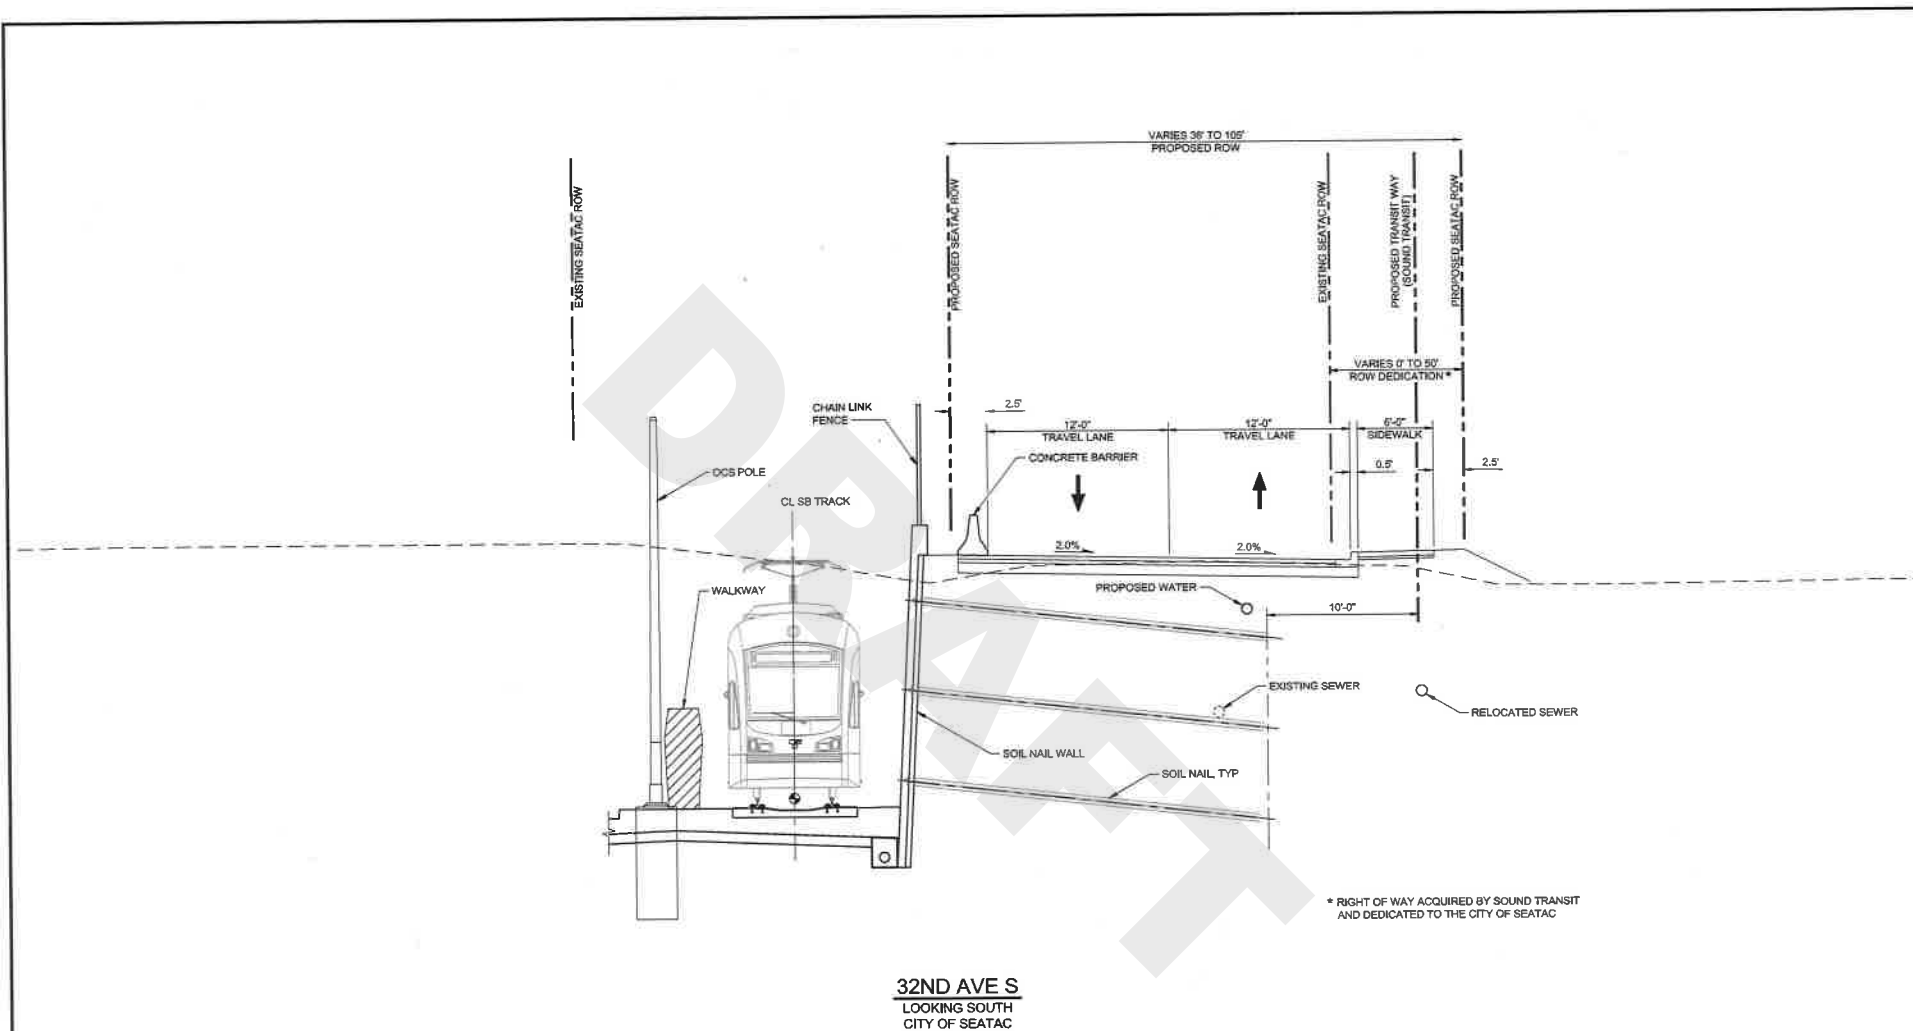 VARIES 36' TO 105'
PROPOSED ROW
EXISTING SEATAC ROW
PROPOSED SEATAC ROW
EXISTING SEATAC ROW
PROPOSED TRANSIT WAY
(SOUND TRANSIT)
PROPOSED SEATAC ROW
VARIES 0' TO 50'
ROW DEDICATION *
CHAIN LINK
FENCE
2.5'
12'-0"
TRAVEL LANE
12'-0"
TRAVEL LANE
6'-0"
SIDEWALK
CONCRETE BARRIER
0.5'
2.5'
OCS POLE
CL SB TRACK
2.0%
2.0%
WALKWAY
PROPOSED WATER
10'-0"
EXISTING SEWER
RELOCATED SEWER
SOIL NAIL WALL
SOIL NAIL, TYP
* RIGHT OF WAY ACQUIRED BY SOUND TRANSIT
AND DEDICATED TO THE CITY OF SEATAC
DRAFT
32ND AVE S
LOOKING SOUTH
CITY OF SEATAC